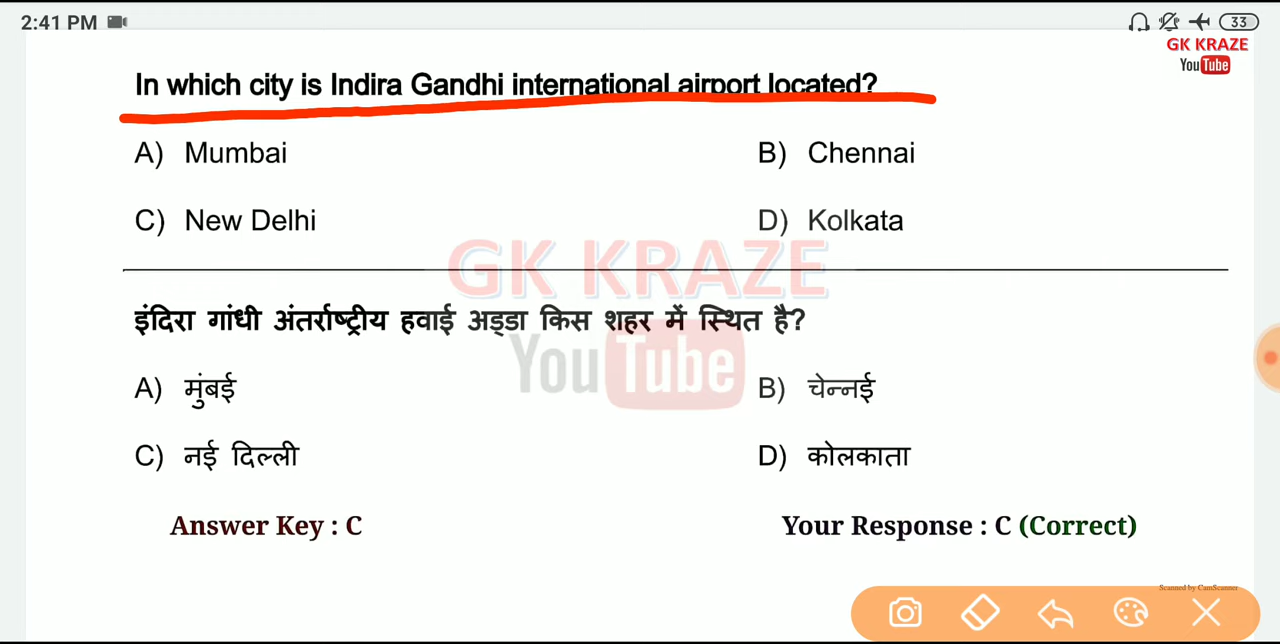 2:41 PM 33
GK KRAZE
YouTube
In which city is Indira Gandhi international airport located?
A) Mumbai B) Chennai
C) New Delhi D) Kolkata
GK KRAZE
इंदिरा गांधी अंतर्राष्ट्रीय हवाई अड्डा किस शहर में स्थित है?
YouTube
A) मुंबई B) चेन्नई
C) नई दिल्ली D) कोलकाता
Answer Key : C Your Response : C (Correct)
Scanned by CamScanner